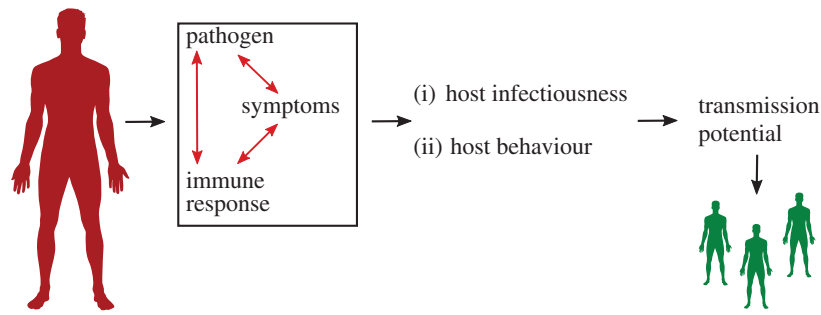 pathogen
symptoms
immune
response
(i) host infectiousness
(ii) host behaviour
transmission
potential